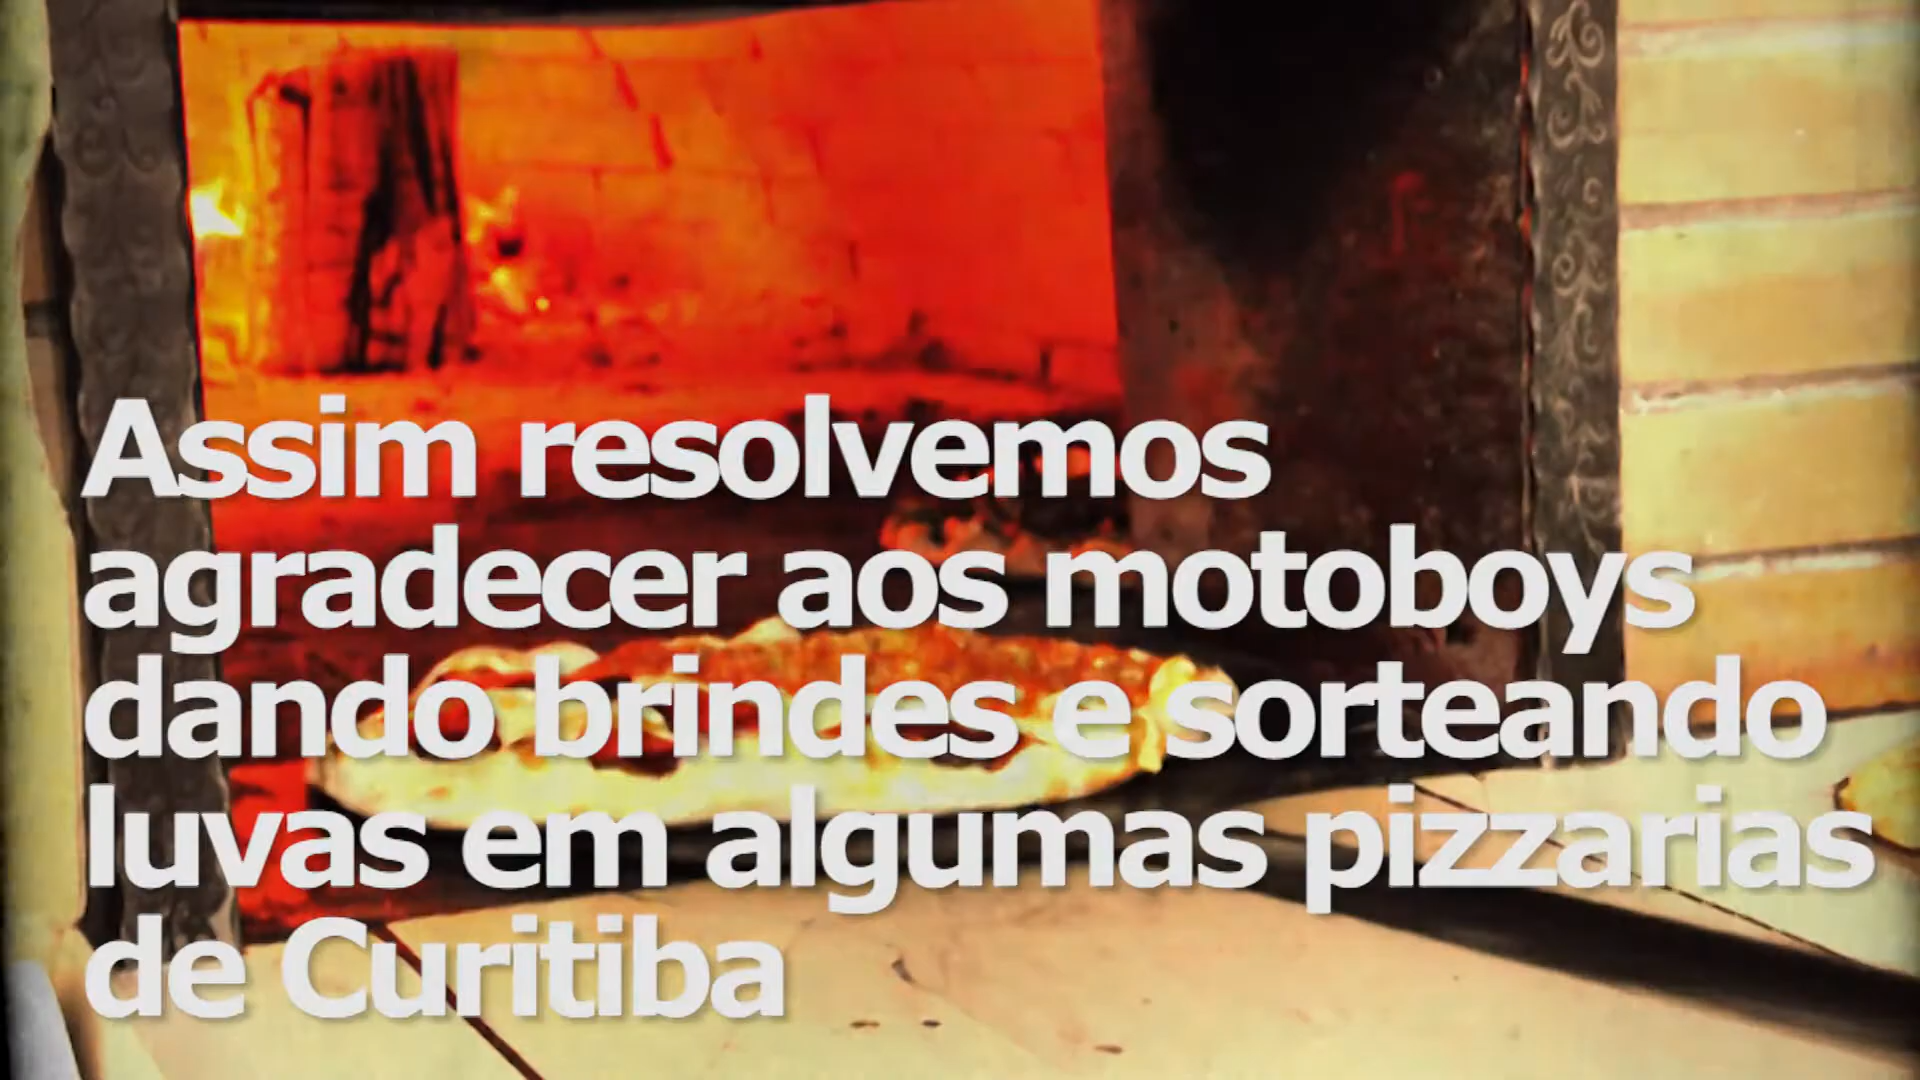 Assim resolvemos
agradecer aos motoboys
dando brindes e sorteando
luvas em algumas pizzarias
de Curitiba